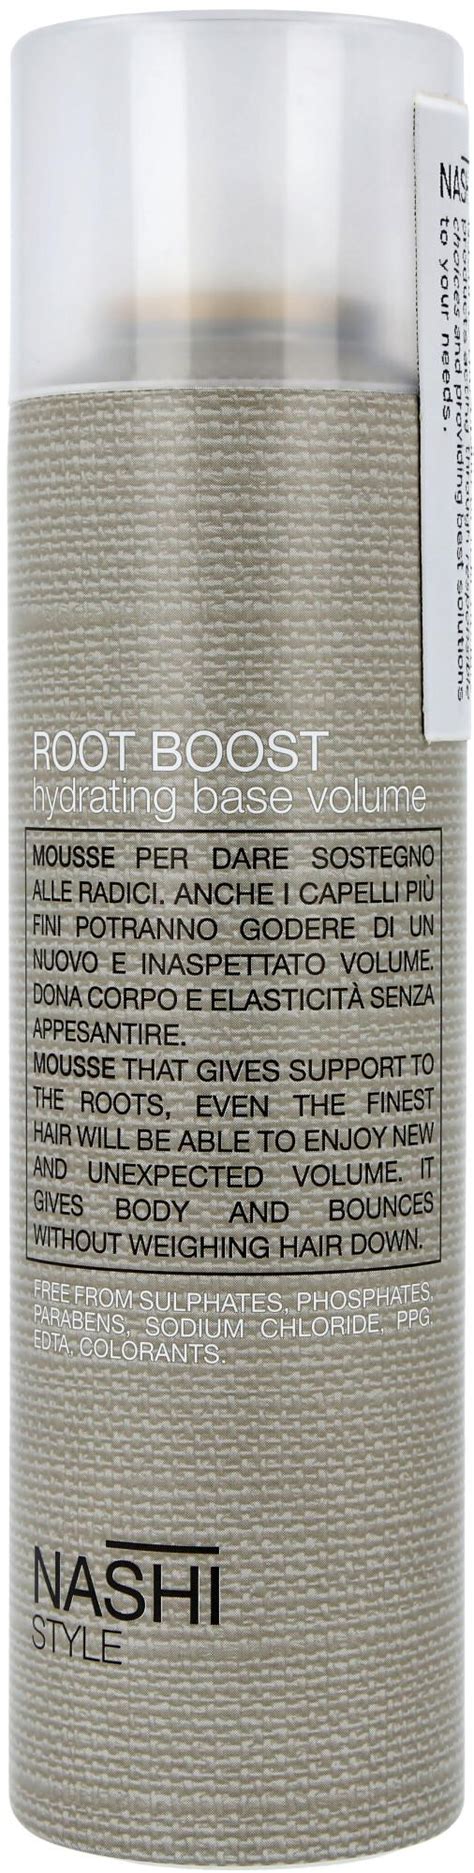 to your needs.
choices and providing best solutions
ROOT BOOST
hydrating base volume
MOUSSE PER DARE SOSTEGNO
ALLE RADICI. ANCHE I CAPELLI PIÙ
FINI POTRANNO GODERE DI UN
NUOVO E INASPETTATO VOLUME.
DONA CORPO E ELASTICITÀ SENZA
APPESANTIRE.
MOUSSE THAT GIVES SUPPORT TO
THE ROOTS, EVEN THE FINEST
HAIR WILL BE ABLE TO ENJOY NEW
AND UNEXPECTED VOLUME. IT
GIVES BODY AND BOUNCES
WITHOUT WEIGHING HAIR DOWN.
FREE FROM SULPHATES, PHOSPHATES,
PARABENS, SODIUM CHLORIDE, PPG,
EDTA, COLORANTS.
NASHI
STYLE